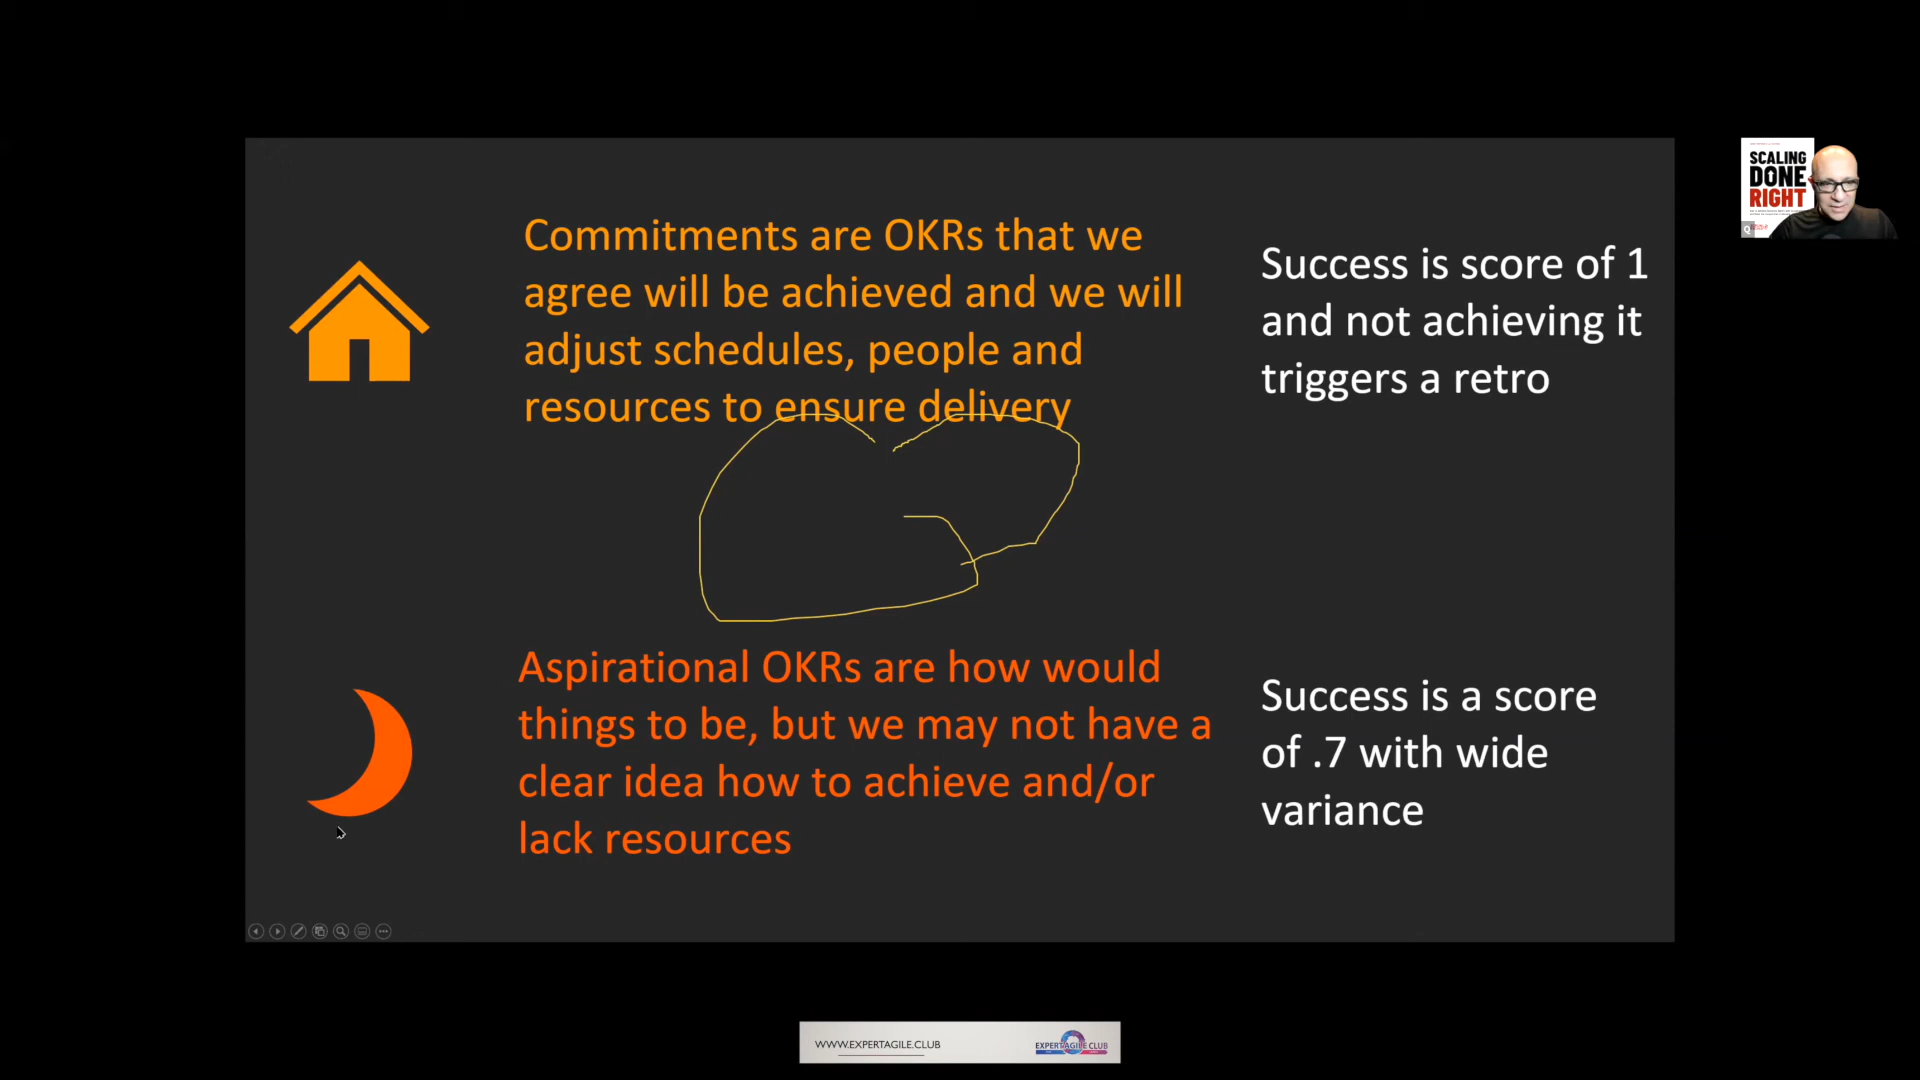 Commitments are OKRs that we
agree will be achieved and we will
adjust schedules, people and
resources to ensure delivery
Success is score of 1
and not achieving it
triggers a retro
Aspirational OKRs are how would
things to be, but we may not have a
clear idea how to achieve and/or
lack resources
Success is a score
of .7 with wide
variance
SCALING
DONE
RIGHT
WWW.EXPERTAGILE.CLUB
EXPERT AGILE CLUB